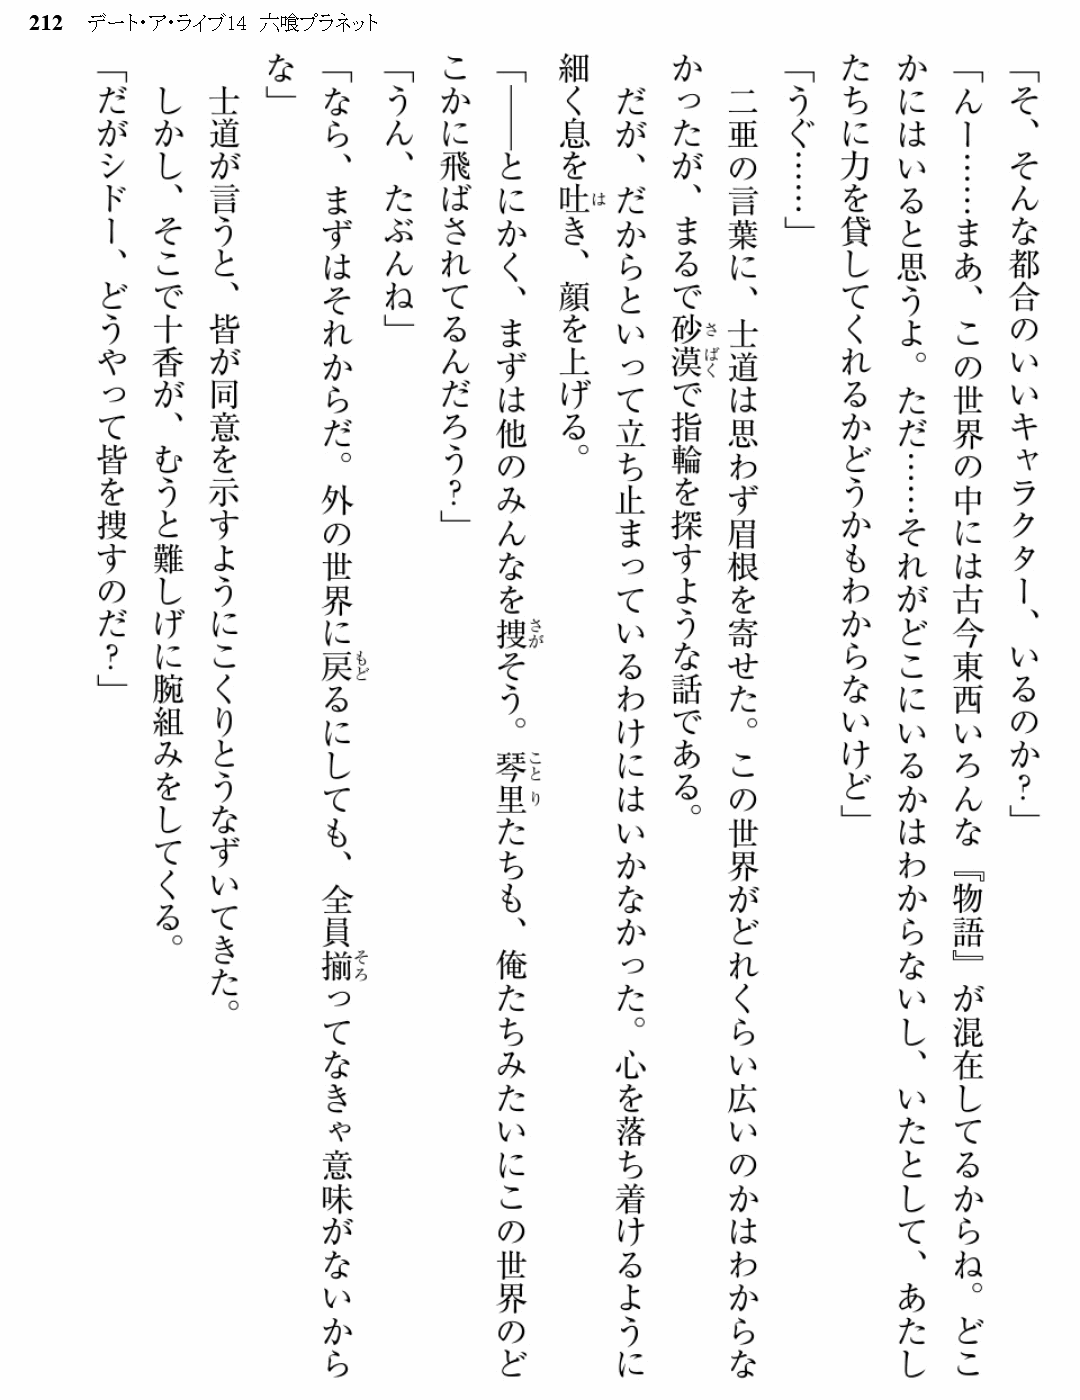 212 デート・ア・ライブ14 六喰プラネット
「そ、そんな都合のいいキャラクター、いるのか？」
「んー……まあ、この世界の中には古今東西いろんな『物語』が混在してるからね。どこ
かにはいると思うよ。ただ……それがどこにいるかはわからないし、いたとして、あたし
たちに力を貸してくれるかどうかもわからないけど」
「うぐ……」
二亜の言葉に、士道は思わず眉根を寄せた。この世界がどれくらい広いのかはわからな
かったが、まるで砂漠で指輪を探すような話である。
だが、だからといって立ち止まっているわけにはいかなかった。心を落ち着けるように
細く息を吐き、顔を上げる。
「――とにかく、まずは他のみんなを捜そう。琴里たちも、俺たちみたいにこの世界のど
こかに飛ばされてるんだろう？」
「うん、たぶんね」
「なら、まずはそれからだ。外の世界に戻るにしても、全員揃ってなきゃ意味がないから
な」
士道が言うと、皆が同意を示すようにこくりとうなずいてきた。
しかし、そこで十香が、むうと難しげに腕組みをしてくる。
「だがシドー、どうやって皆を捜すのだ？」